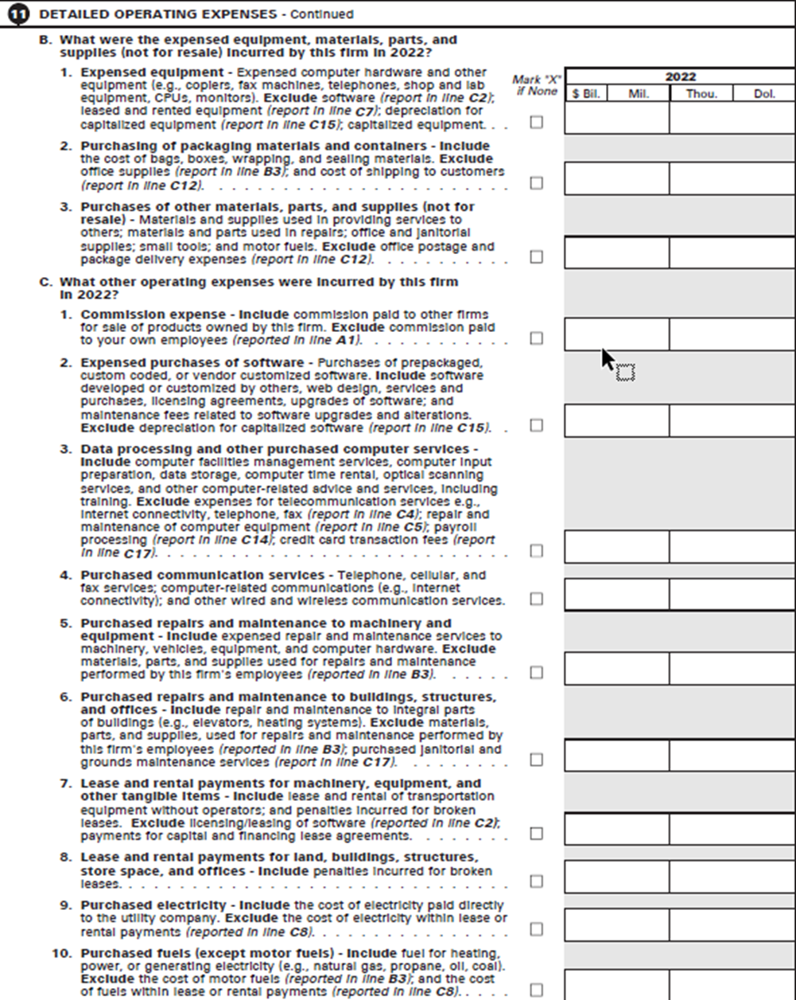 11 DETAILED OPERATING EXPENSES - Continued
B. What were the expensed equipment, materials, parts, and
supplies (not for resale) incurred by this firm in 2022?
1. Expensed equipment - Expensed computer hardware and other
equipment (e.g., copiers, fax machines, telephones, shop and lab
equipment, CPUs, monitors). Exclude software (report in line C2);
leased and rented equipment (report in line C7); depreciation for
capitalized equipment (report in line C15); capitalized equipment. . .
Mark "X"
if None
2022
$ Bil. Mil. Thou. Dol.
2. Purchasing of packaging materials and containers - Include
the cost of bags, boxes, wrapping, and sealing materials. Exclude
office supplies (report in line B3); and cost of shipping to customers
(report in line C12). . . . . . . . . . . . . . . . . . . . . . . .
3. Purchases of other materials, parts, and supplies (not for
resale) - Materials and supplies used in providing services to
others; materials and parts used in repairs; office and janitorial
supplies; small tools; and motor fuels. Exclude office postage and
package delivery expenses (report in line C12). . . . . . . . . . .
C. What other operating expenses were incurred by this firm
in 2022?
1. Commission expense - Include commission paid to other firms
for sale of products owned by this firm. Exclude commission paid
to your own employees (reported in line A1). . . . . . . . . . . .
2. Expensed purchases of software - Purchases of prepackaged,
custom coded, or vendor customized software. Include software
developed or customized by others, web design, services and
purchases, licensing agreements, upgrades of software; and
maintenance fees related to software upgrades and alterations.
Exclude depreciation for capitalized software (report in line C15). .
3. Data processing and other purchased computer services -
Include computer facilities management services, computer input
preparation, data storage, computer time rental, optical scanning
services, and other computer-related advice and services, including
training. Exclude expenses for telecommunication services e.g.,
internet connectivity, telephone, fax (report in line C4); repair and
maintenance of computer equipment (report in line C5); payroll
processing (report in line C14); credit card transaction fees (report
in line C17). . . . . . . . . . . . . . . . . . . . . . . . . . . . .
4. Purchased communication services - Telephone, cellular, and
fax services; computer-related communications (e.g., Internet
connectivity); and other wired and wireless communication services.
5. Purchased repairs and maintenance to machinery and
equipment - Include expensed repair and maintenance services to
machinery, vehicles, equipment, and computer hardware. Exclude
materials, parts, and supplies used for repairs and maintenance
performed by this firm's employees (reported in line B3). . . . . .
6. Purchased repairs and maintenance to buildings, structures,
and offices - Include repair and maintenance to integral parts
of buildings (e.g., elevators, heating systems). Exclude materials,
parts, and supplies, used for repairs and maintenance performed by
this firm's employees (reported in line B3); purchased janitorial and
grounds maintenance services (report in line C17). . . . . . . . .
7. Lease and rental payments for machinery, equipment, and
other tangible items - Include lease and rental of transportation
equipment without operators; and penalties incurred for broken
leases. Exclude licensing/leasing of software (reported in line C2);
payments for capital and financing lease agreements. . . . . . . .
8. Lease and rental payments for land, buildings, structures,
store space, and offices - Include penalties incurred for broken
leases. . . . . . . . . . . . . . . . . . . . . . . . . . . . . . . .
9. Purchased electricity - Include the cost of electricity paid directly
to the utility company. Exclude the cost of electricity within lease or
rental payments (reported in line C8). . . . . . . . . . . . . . . .
10. Purchased fuels (except motor fuels) - Include fuel for heating,
power, or generating electricity (e.g., natural gas, propane, oil, coal).
Exclude the cost of motor fuels (reported in line B3); and the cost
of fuels within lease or rental payments (reported in line C8). . . . .